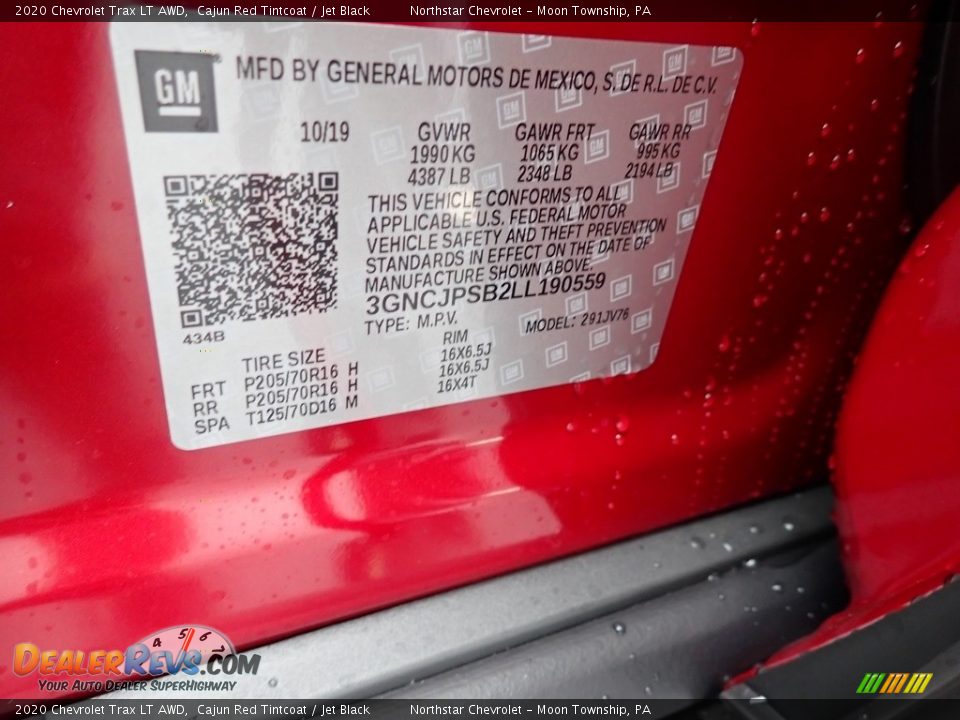 2020 Chevrolet Trax LT AWD, Cajun Red Tintcoat / Jet Black Northstar Chevrolet - Moon Township, PA
GM
MFD BY GENERAL MOTORS DE MEXICO, S. DE R.L. DE C.V.
10/19 GVWR GAWR FRT GAWR RR
1990 KG 1065 KG 995 KG
4387 LB 2348 LB 2194 LB
THIS VEHICLE CONFORMS TO ALL
APPLICABLE U.S. FEDERAL MOTOR
VEHICLE SAFETY AND THEFT PREVENTION
STANDARDS IN EFFECT ON THE DATE OF
MANUFACTURE SHOWN ABOVE.
3GNCJPSB2LL190559
TYPE: M.P.V. MODEL: 291JV76
434B
TIRE SIZE RIM
FRT P205/70R16 H 16X6.5J
RR P205/70R16 H 16X6.5J
SPA T125/70D16 M 16X4T
4 5 6
DealerRevs.com
Your Auto Dealer SuperHighway
2020 Chevrolet Trax LT AWD, Cajun Red Tintcoat / Jet Black Northstar Chevrolet - Moon Township, PA